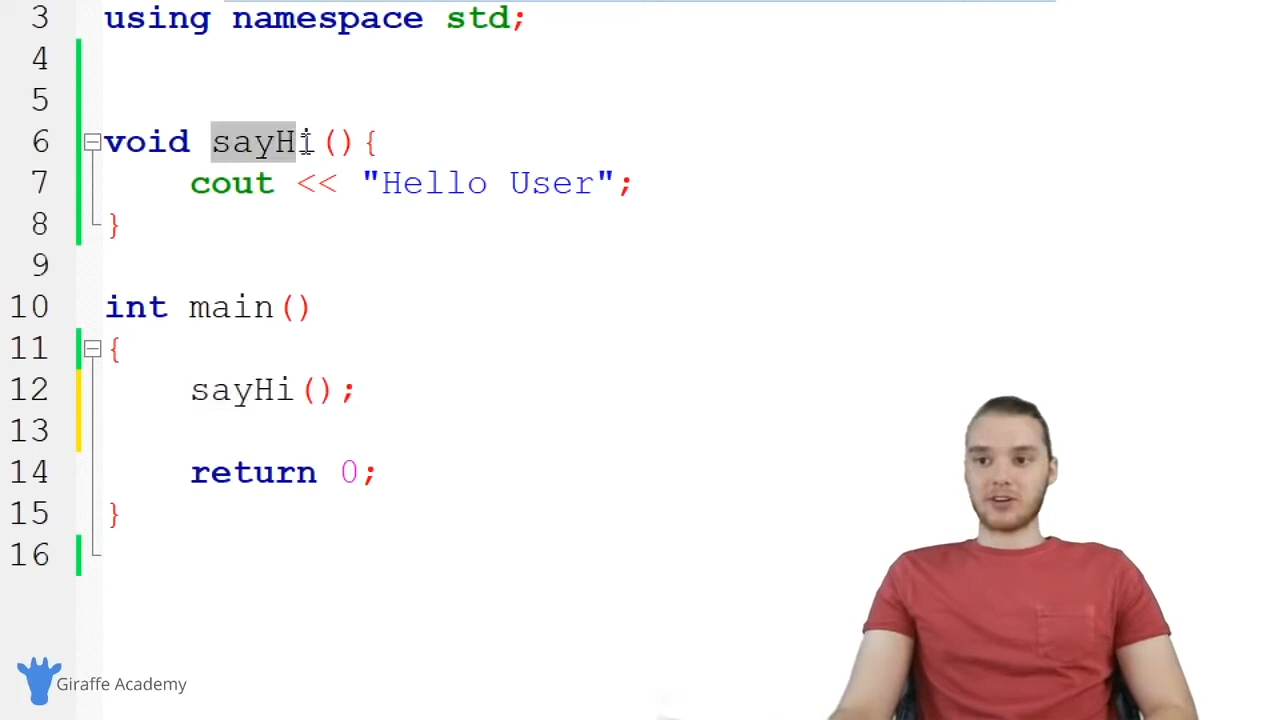 3 using namespace std;
4
5
6 void sayHi(){
7 cout << "Hello User";
8 }
9
10 int main()
11 {
12 sayHi();
13
14 return 0;
15 }
16
Giraffe Academy